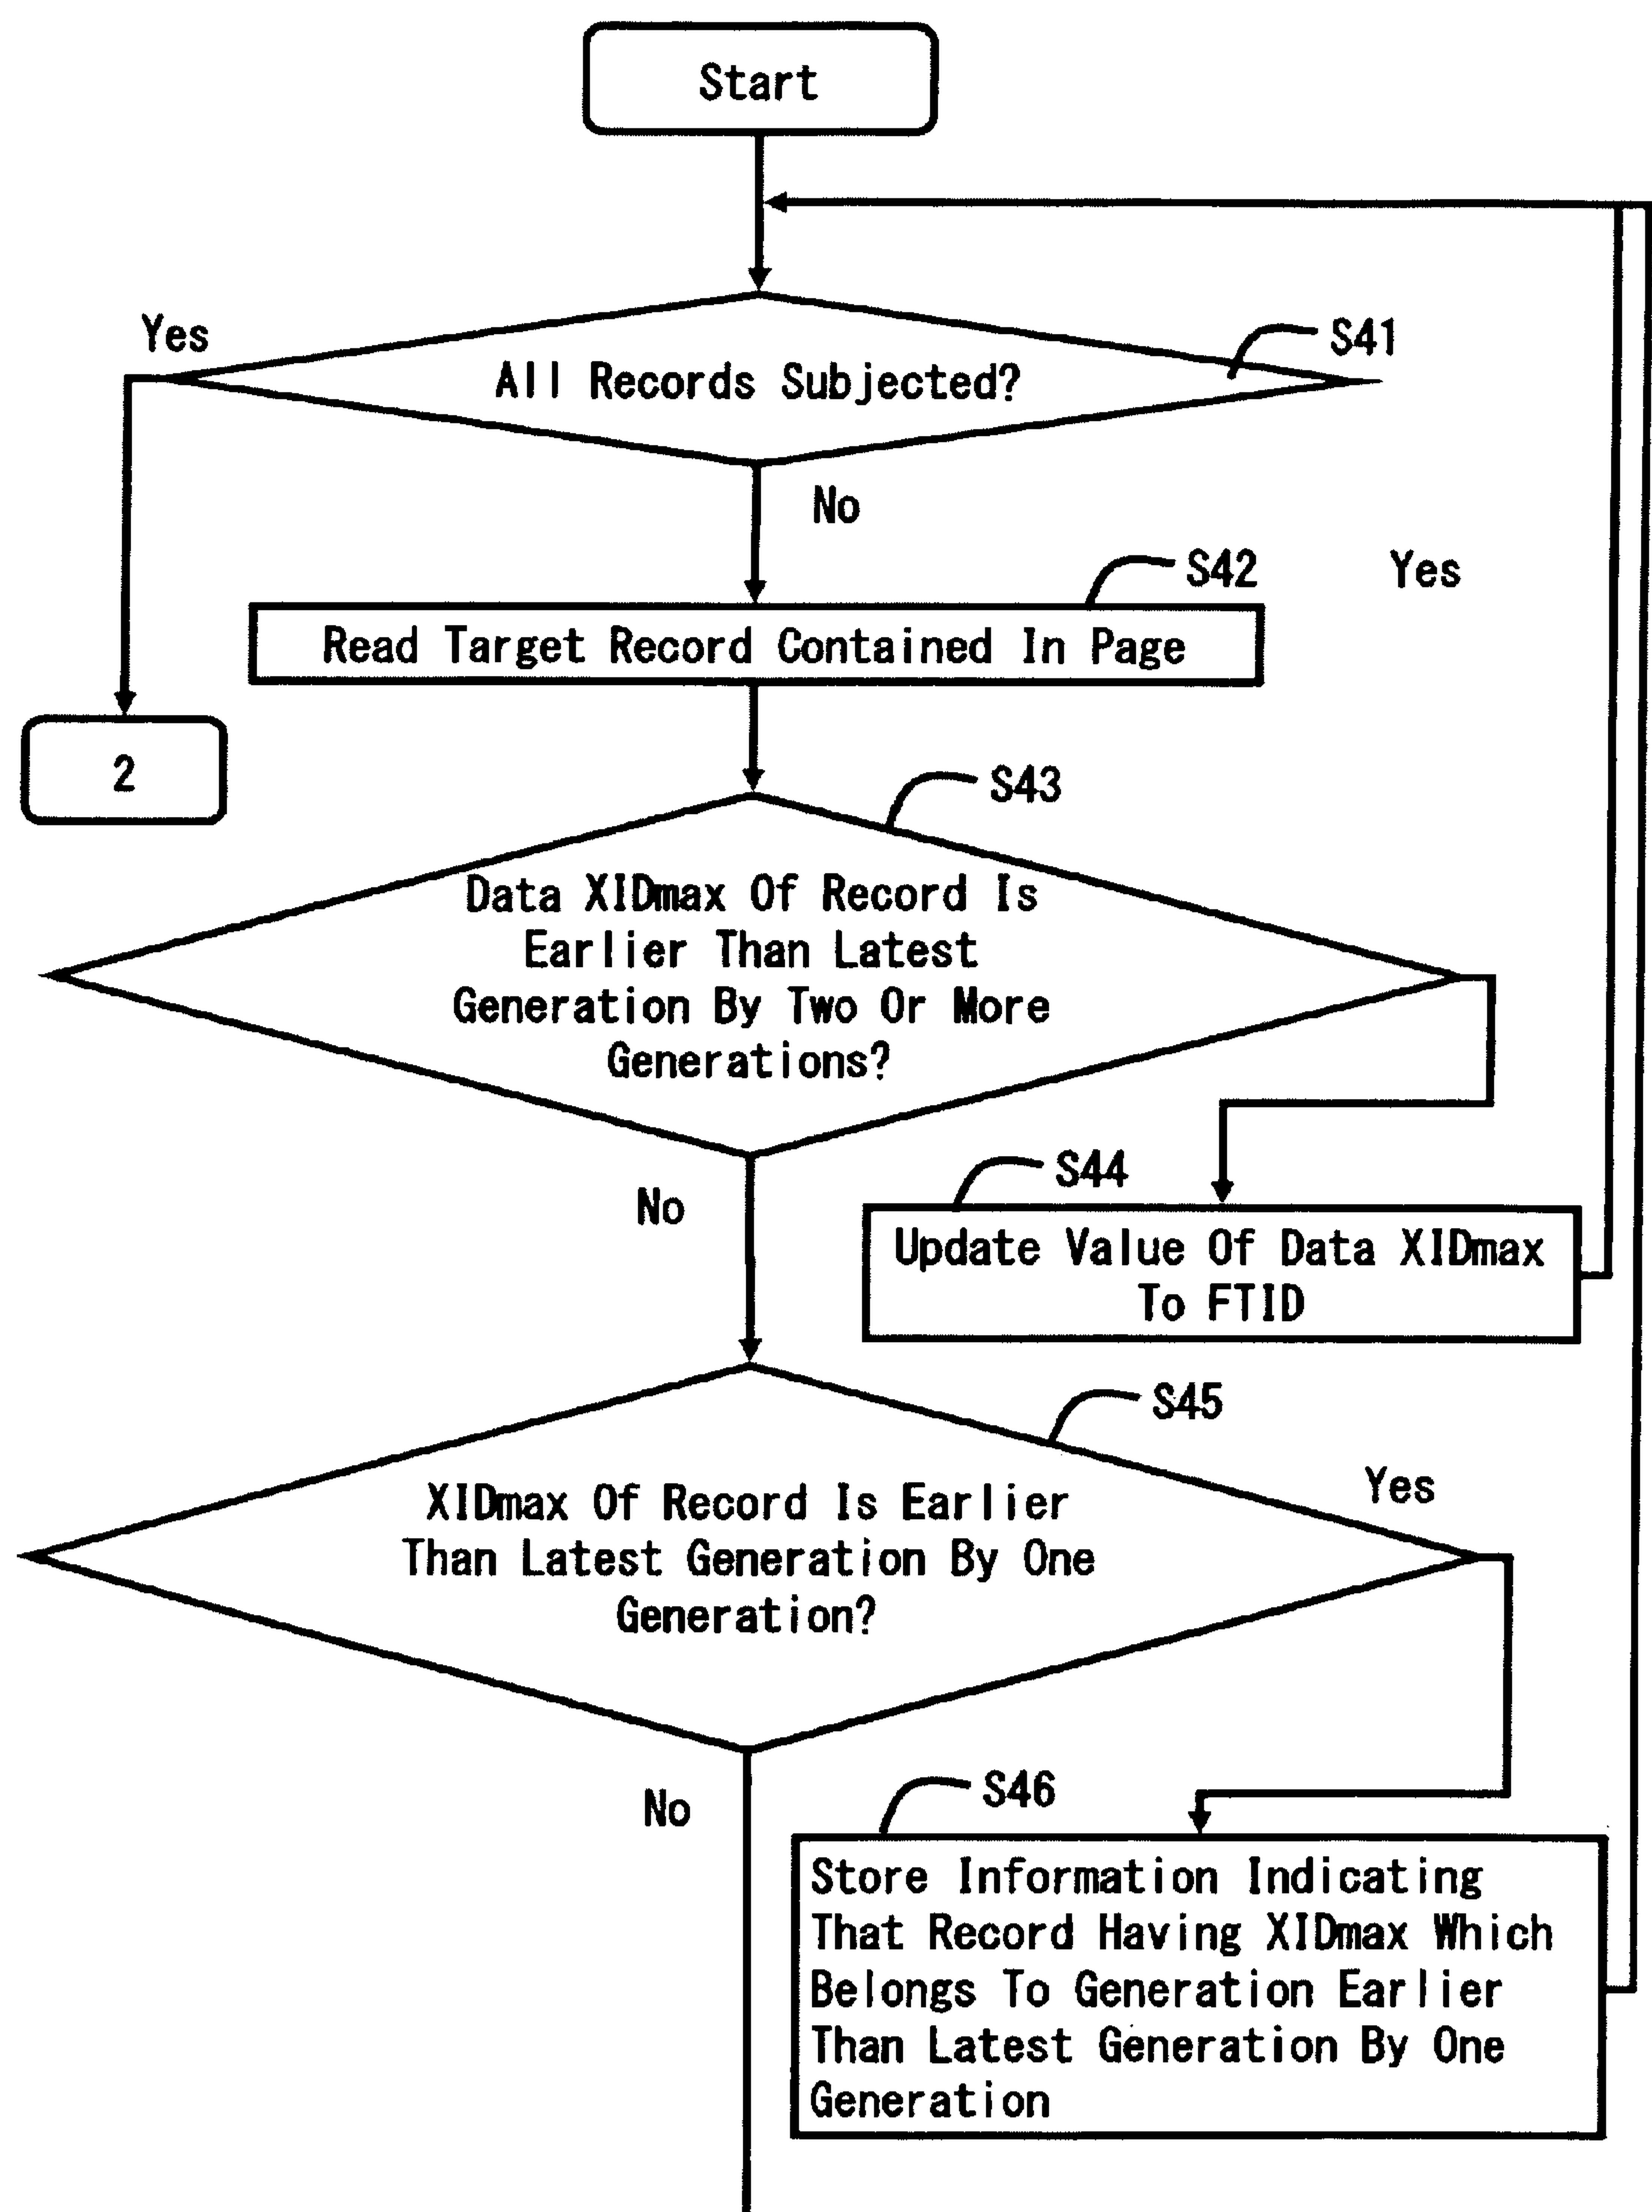 Start
Yes
S41
All Records Subjected?
No
S42
Yes
Read Target Record Contained In Page
2
S43
Data XIDmax Of Record Is
Earlier Than Latest
Generation By Two Or More
Generations?
S44
No
Update Value Of Data XIDmax
To FTID
S45
Yes
XIDmax Of Record Is Earlier
Than Latest Generation By One
Generation?
S46
No
Store Information Indicating
That Record Having XIDmax Which
Belongs To Generation Earlier
Than Latest Generation By One
Generation